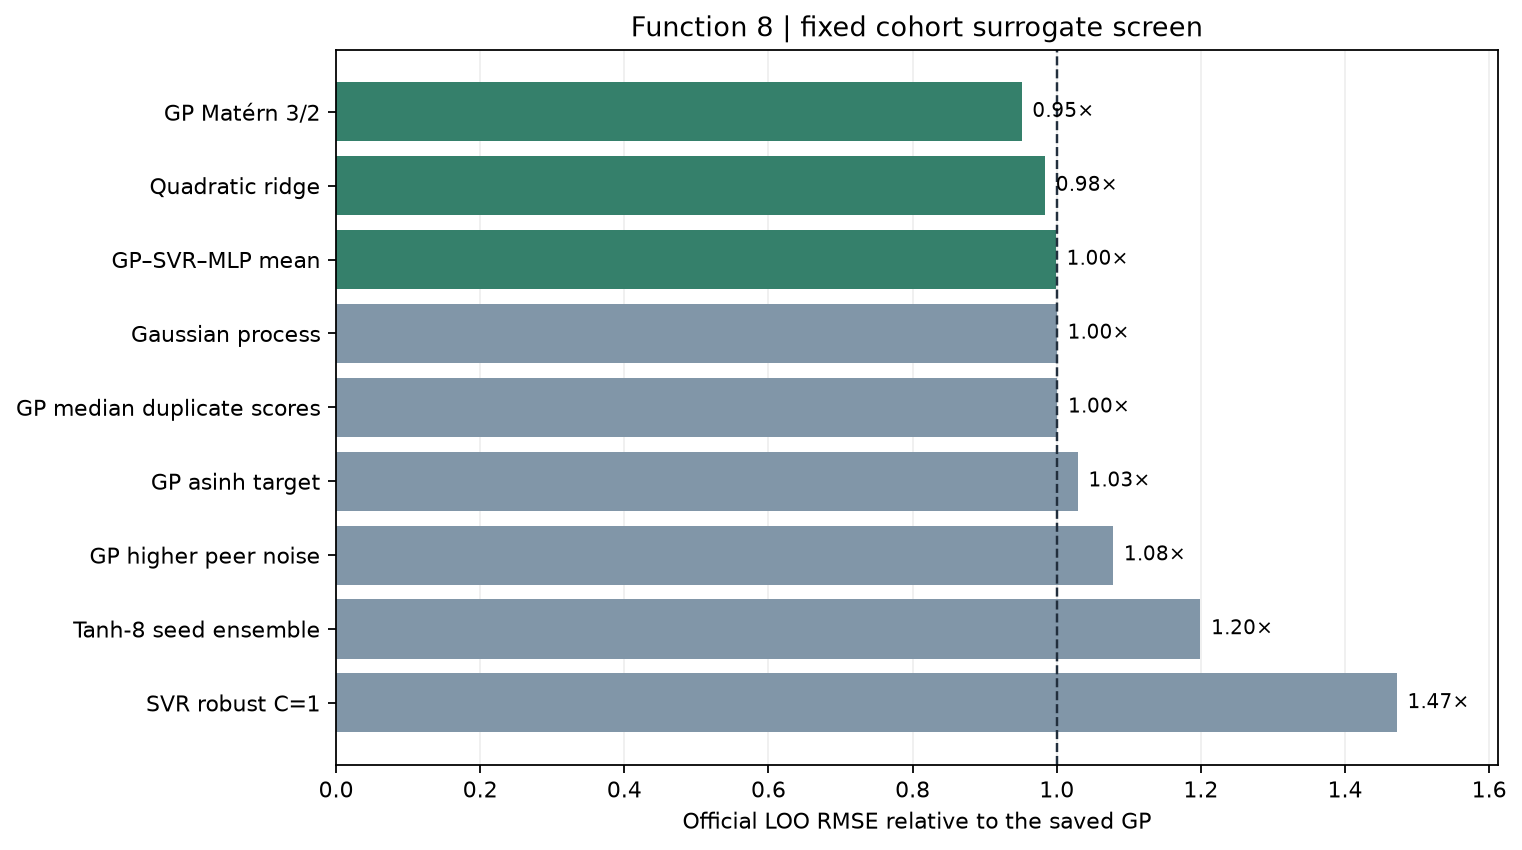 Function 8 | fixed cohort surrogate screen
GP Matérn 3/2
0.95×
Quadratic ridge
0.98×
GP–SVR–MLP mean
1.00×
Gaussian process
1.00×
GP median duplicate scores
1.00×
GP asinh target
1.03×
GP higher peer noise
1.08×
Tanh-8 seed ensemble
1.20×
SVR robust C=1
1.47×
0.0 0.2 0.4 0.6 0.8 1.0 1.2 1.4 1.6
Official LOO RMSE relative to the saved GP